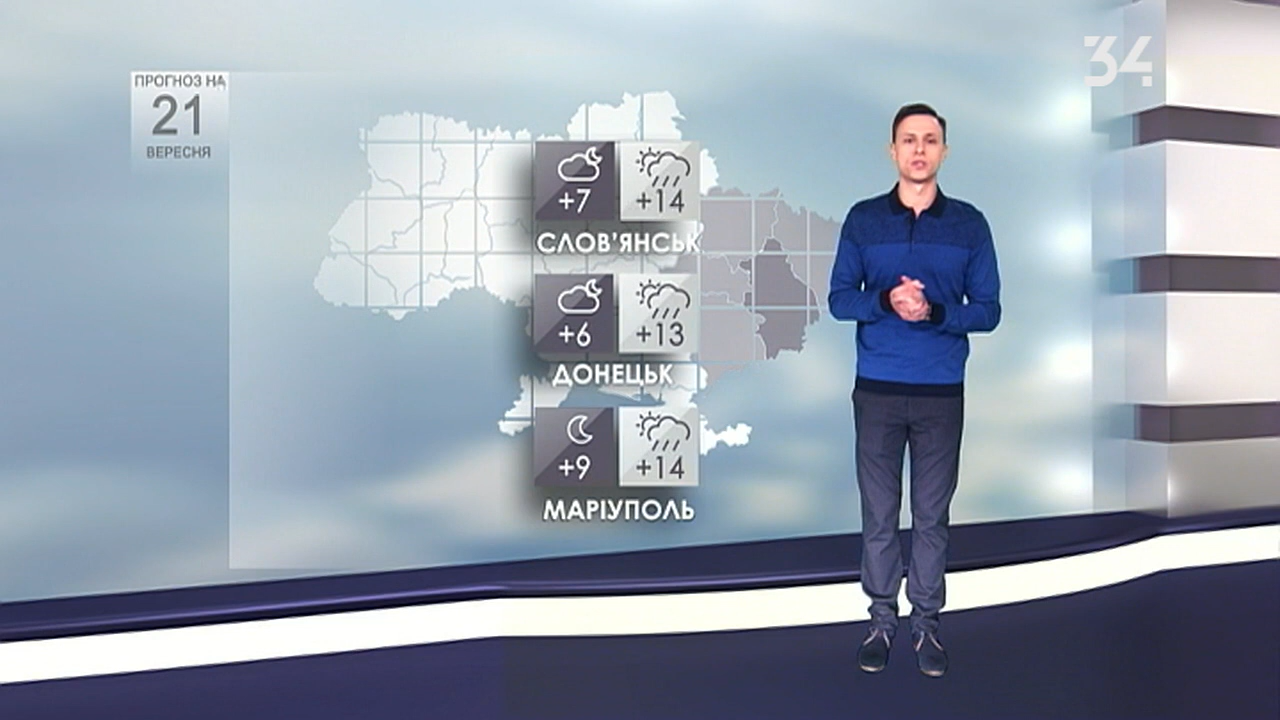 34
ПРОГНОЗ НА
21
ВЕРЕСНЯ
+7 +14
СЛОВ'ЯНСЬК
+6 +13
ДОНЕЦЬК
+9 +14
МАРІУПОЛЬ